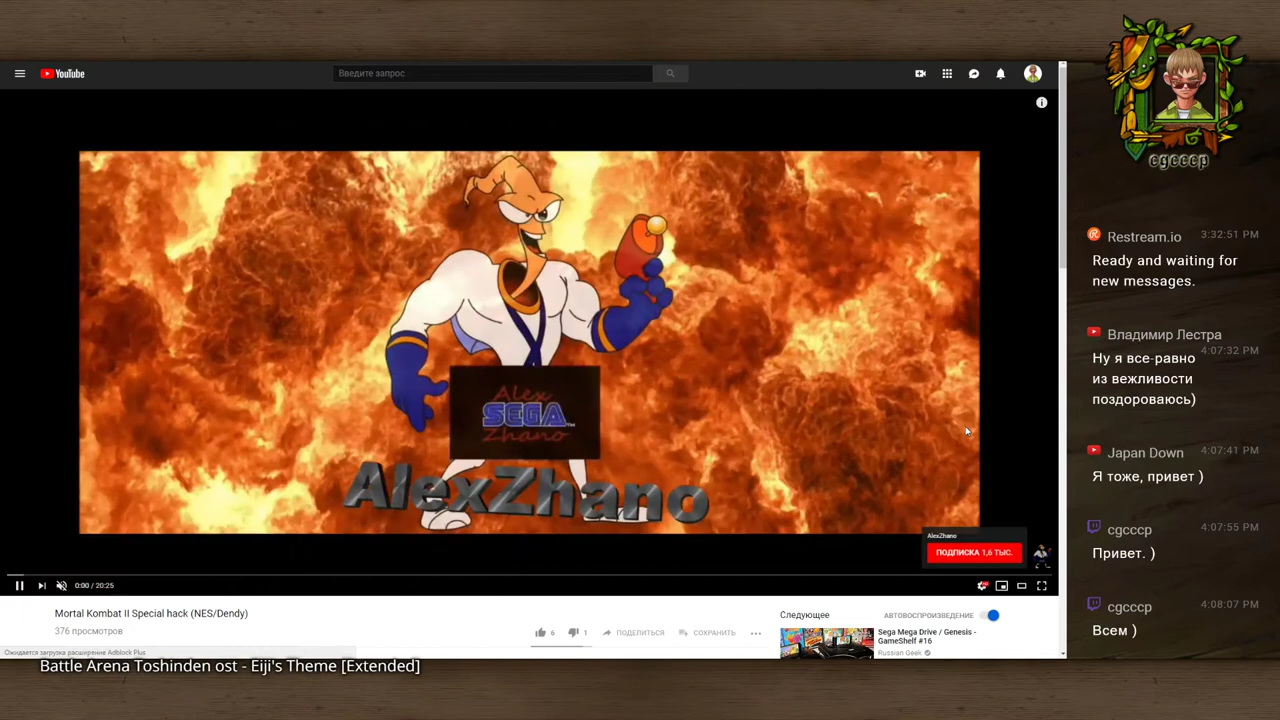 YouTube
Введите запрос
Alex
SEGA
Zhano
AlexZhano
AlexZhano
ПОДПИСКА 1,6 ТЫС.
0:00 / 20:25
Mortal Kombat II Special hack (NES/Dendy)
376 просмотров
6
1
ПОДЕЛИТЬСЯ
СОХРАНИТЬ
Следующее
АВТОВОСПРОИЗВЕДЕНИЕ
Sega Mega Drive / Genesis -
GameShelf #16
Russian Geek
Ожидается загрузка расширения Adblock Plus
Battle Arena Toshinden ost - Eiji's Theme [Extended]
cgcccp
Restream.io 3:32:51 PM
Ready and waiting for
new messages.
Владимир Лестра
4:07:32 PM
Ну я все-равно
из вежливости
поздороваюсь)
Japan Down 4:07:41 PM
Я тоже, привет )
cgcccp 4:07:55 PM
Привет. )
cgcccp 4:08:07 PM
Всем )